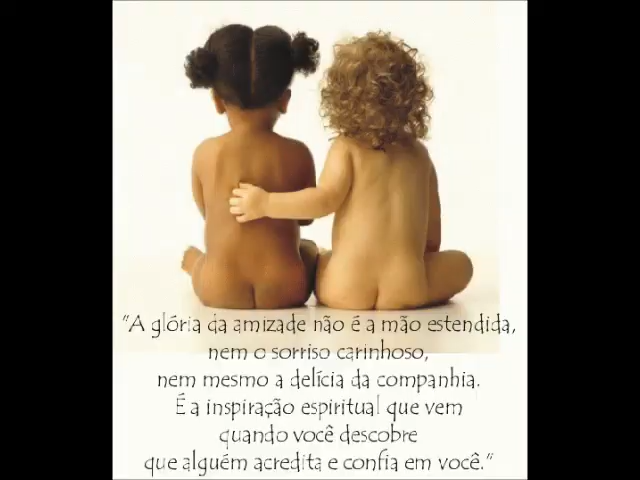 "A glória da amizade não é a mão estendida,
nem o sorriso carinhoso,
nem mesmo a delícia da companhia.
É a inspiração espiritual que vem
quando você descobre
que alguém acredita e confia em você."